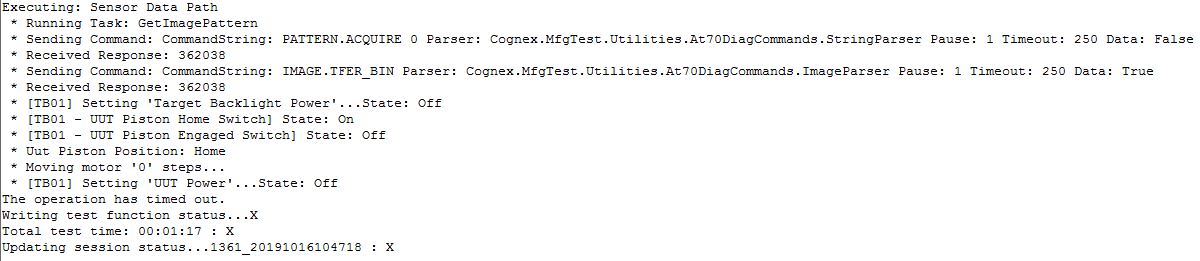 Executing: Sensor Data Path
* Running Task: GetImagePattern
* Sending Command: CommandString: PATTERN.ACQUIRE 0 Parser: Cognex.MfgTest.Utilities.At70DiagCommands.StringParser Pause: 1 Timeout: 250 Data: False
* Received Response: 362038
* Sending Command: CommandString: IMAGE.TFER_BIN Parser: Cognex.MfgTest.Utilities.At70DiagCommands.ImageParser Pause: 1 Timeout: 250 Data: True
* Received Response: 362038
* [TB01] Setting 'Target Backlight Power'...State: Off
* [TB01 - UUT Piston Home Switch] State: On
* [TB01 - UUT Piston Engaged Switch] State: Off
* Uut Piston Position: Home
* Moving motor '0' steps...
* [TB01] Setting 'UUT Power'...State: Off
The operation has timed out.
Writing test function status...X
Total test time: 00:01:17 : X
Updating session status...1361_20191016104718 : X